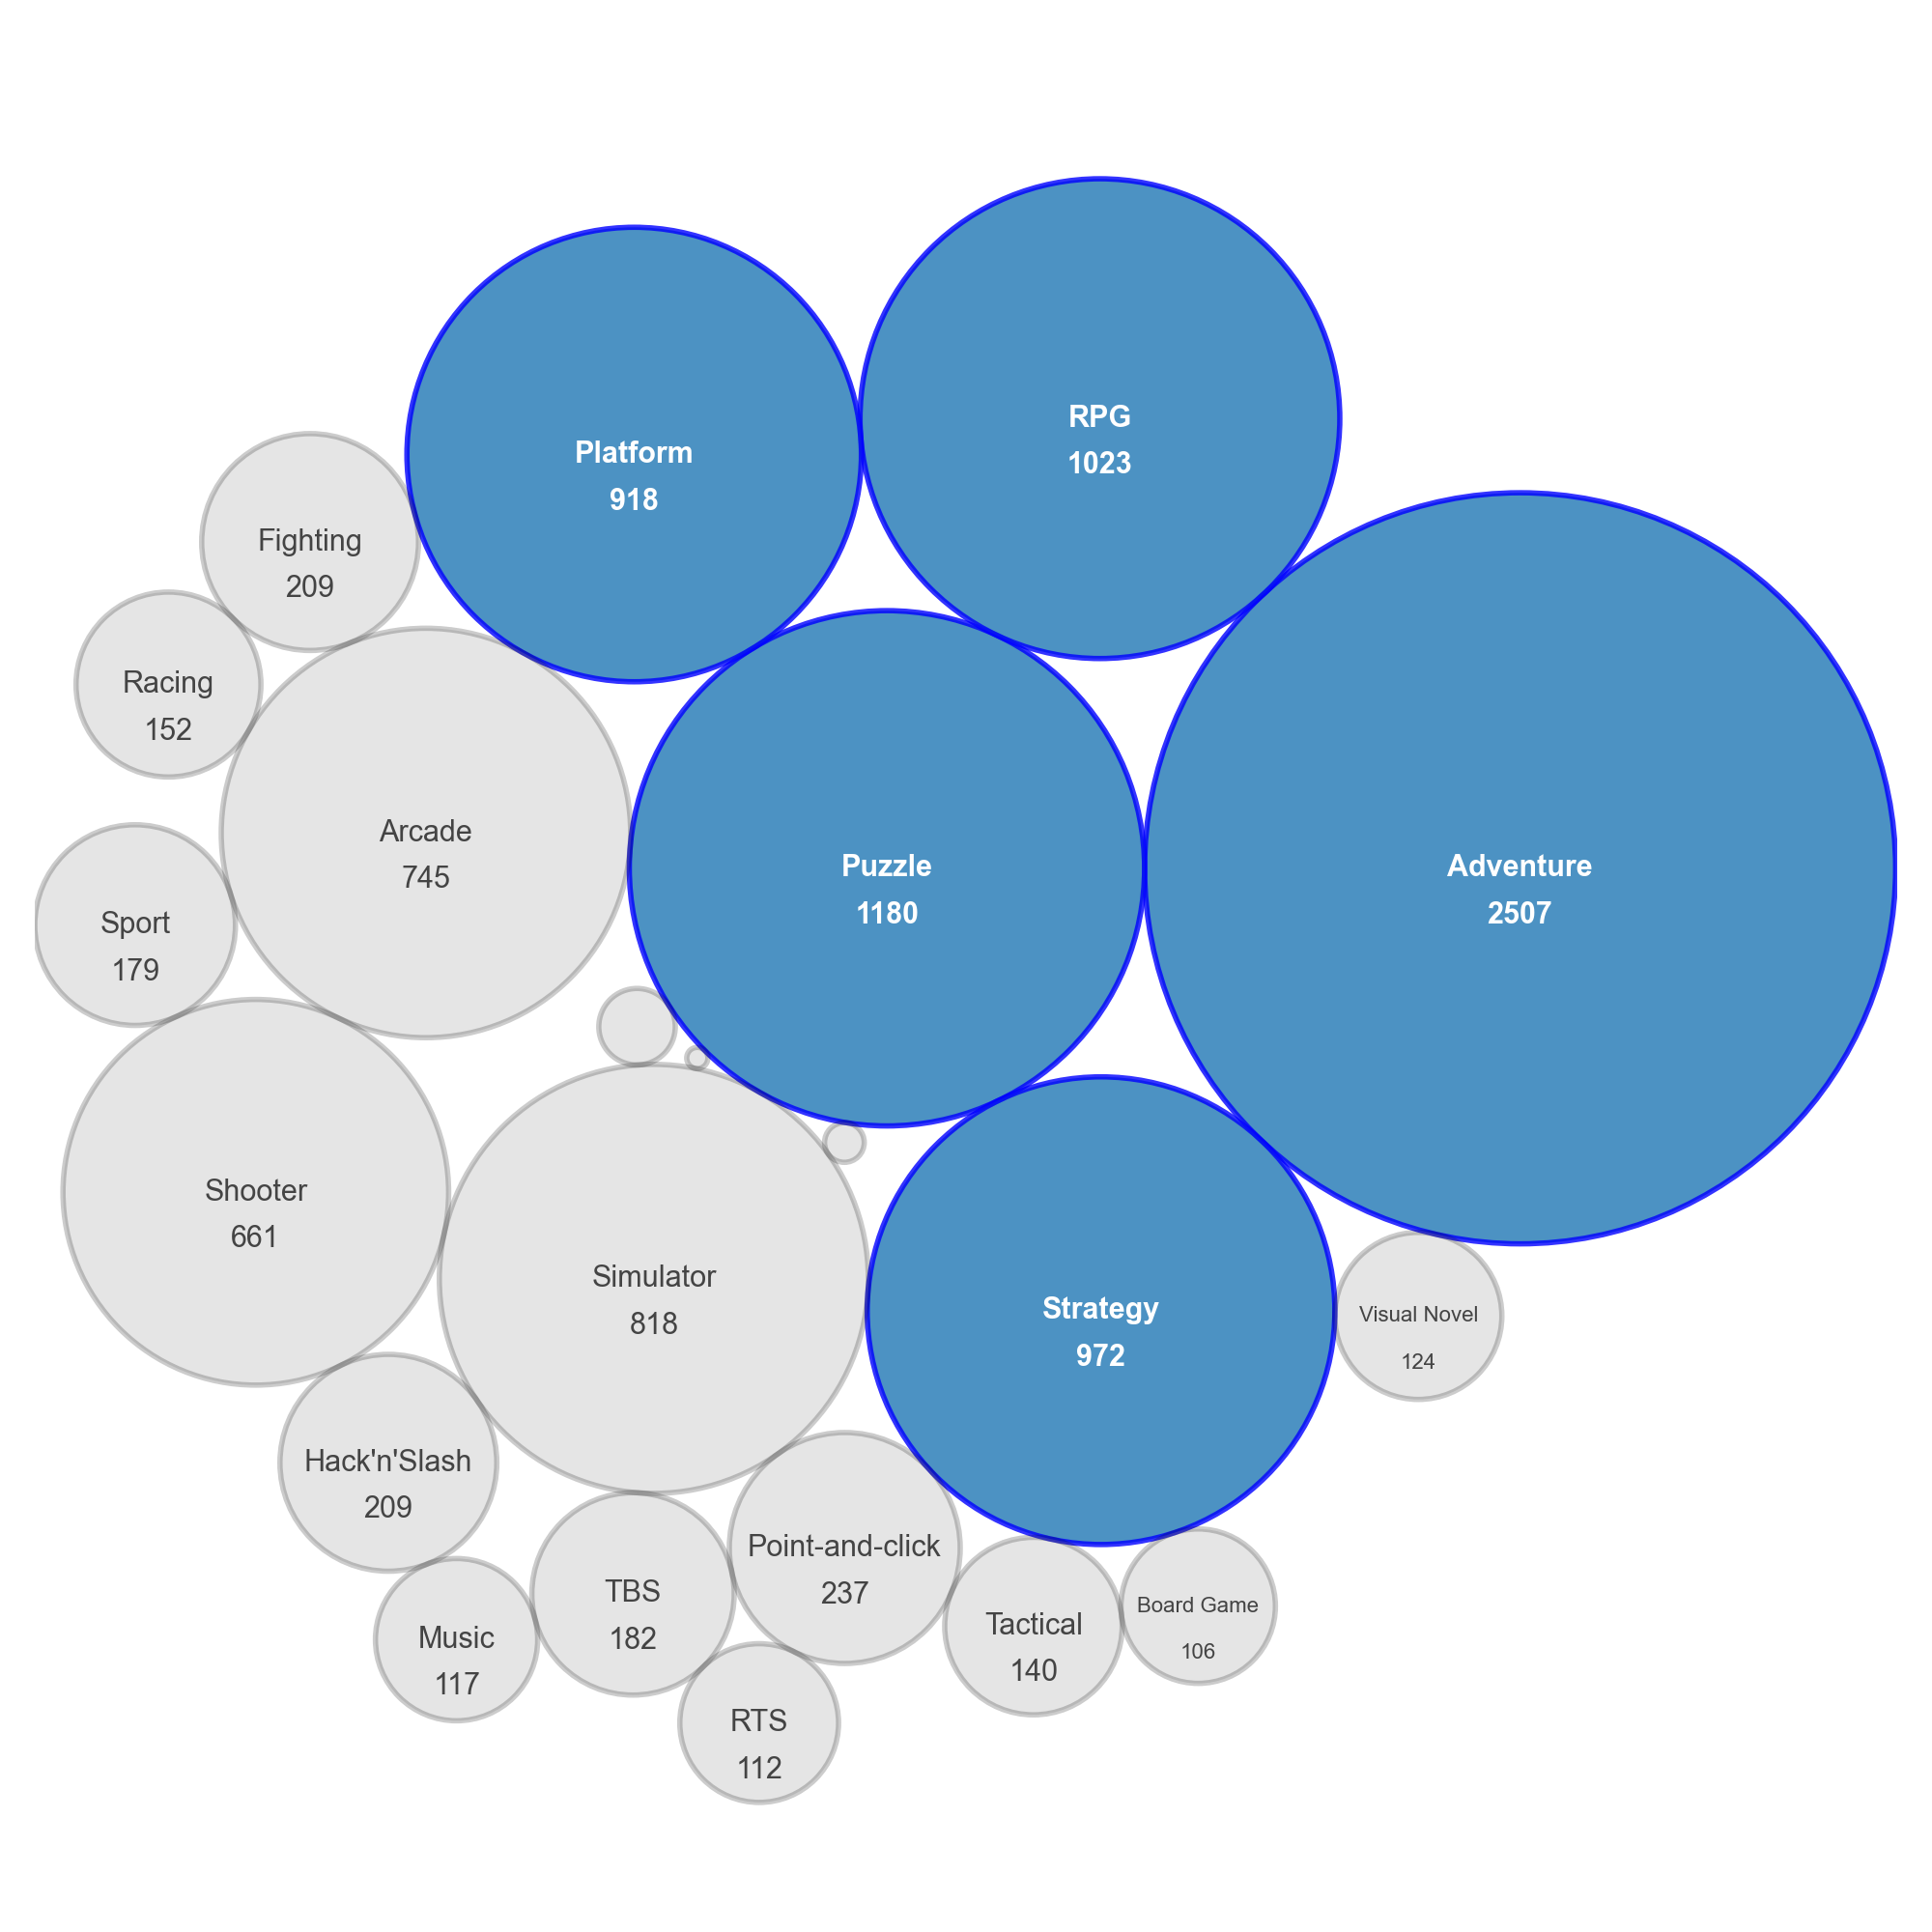 RPG
1023
Platform
918
Fighting
209
Racing
152
Arcade
745
Puzzle
1180
Adventure
2507
Sport
179
Shooter
661
Simulator
818
Strategy
972
Visual Novel
124
Hack'n'Slash
209
Point-and-click
237
TBS
182
Board Game
106
Tactical
140
Music
117
RTS
112